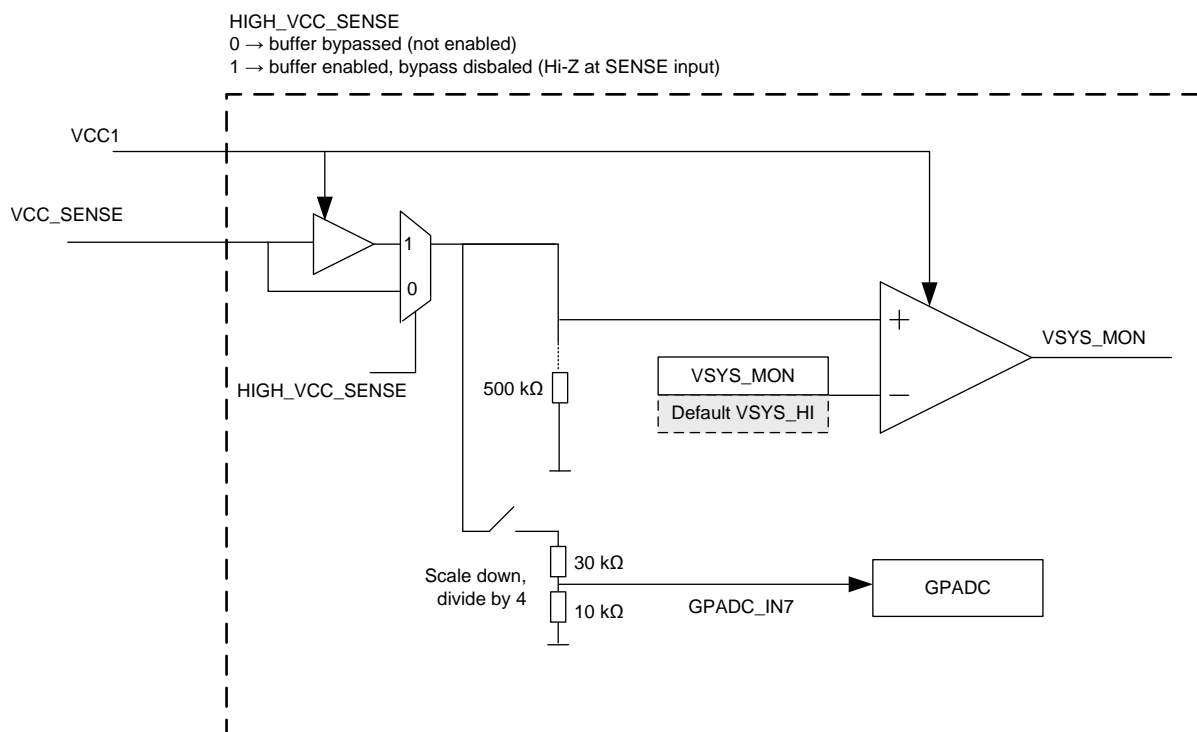 HIGH_VCC_SENSE
0 → buffer bypassed (not enabled)
1 → buffer enabled, bypass disbaled (Hi-Z at SENSE input)
VCC1
VCC_SENSE
1
0
HIGH_VCC_SENSE
500 kΩ
+
VSYS_MON
Default VSYS_HI
—
VSYS_MON
Scale down,
divide by 4
30 kΩ
10 kΩ
GPADC_IN7
GPADC